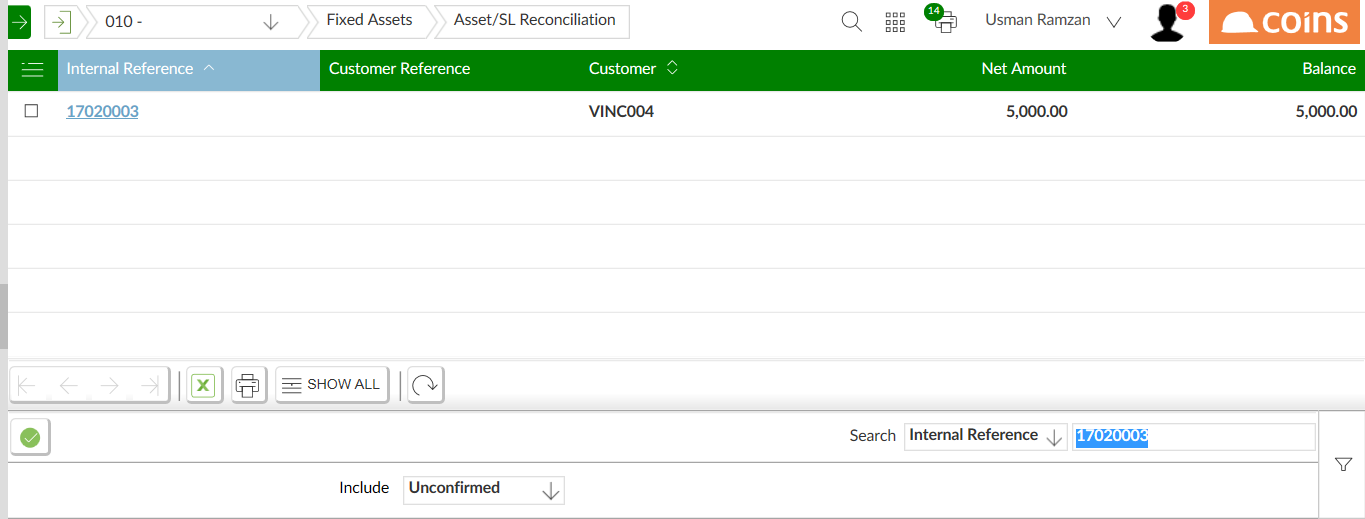 010 - Fixed Assets Asset/SL Reconciliation 14 Usman Ramzan 3 coins
Internal Reference Customer Reference Customer Net Amount Balance
17020003 VINC004 5,000.00 5,000.00
X SHOW ALL
Search Internal Reference 17020003
Include Unconfirmed